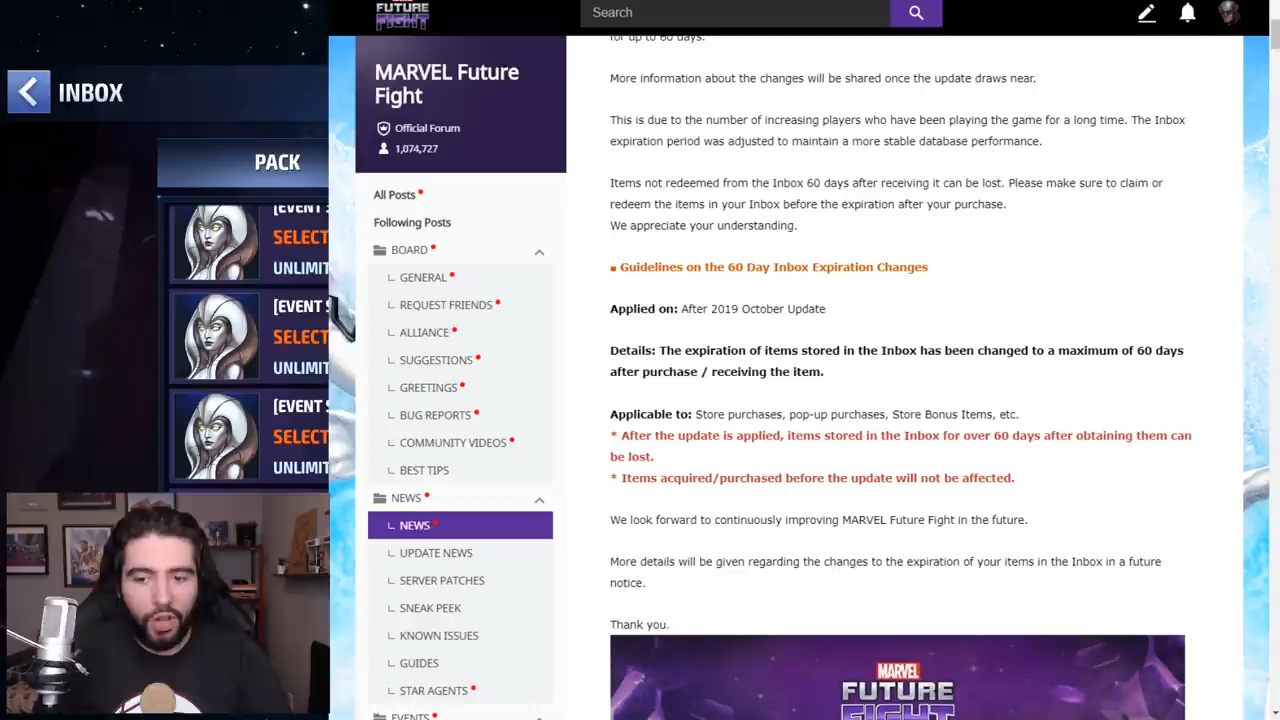 FUTURE
FIGHT
Search
INBOX
PACK
[EVENT S
SELECT
UNLIMIT
[EVENT S
SELECT
UNLIMIT
[EVENT S
SELECT
UNLIMIT
MARVEL Future
Fight
Official Forum
1,074,727
All Posts
Following Posts
BOARD
GENERAL
REQUEST FRIENDS
ALLIANCE
SUGGESTIONS
GREETINGS
BUG REPORTS
COMMUNITY VIDEOS
BEST TIPS
NEWS
NEWS
UPDATE NEWS
SERVER PATCHES
SNEAK PEEK
KNOWN ISSUES
GUIDES
STAR AGENTS
EVENTS
for up to 60 days.
More information about the changes will be shared once the update draws near.
This is due to the number of increasing players who have been playing the game for a long time. The Inbox
expiration period was adjusted to maintain a more stable database performance.
Items not redeemed from the Inbox 60 days after receiving it can be lost. Please make sure to claim or
redeem the items in your Inbox before the expiration after your purchase.
We appreciate your understanding.
■ Guidelines on the 60 Day Inbox Expiration Changes
Applied on: After 2019 October Update
Details: The expiration of items stored in the Inbox has been changed to a maximum of 60 days
after purchase / receiving the item.
Applicable to: Store purchases, pop-up purchases, Store Bonus Items, etc.
* After the update is applied, items stored in the Inbox for over 60 days after obtaining them can
be lost.
* Items acquired/purchased before the update will not be affected.
We look forward to continuously improving MARVEL Future Fight in the future.
More details will be given regarding the changes to the expiration of your items in the Inbox in a future
notice.
Thank you.
MARVEL
FUTURE
FIGHT